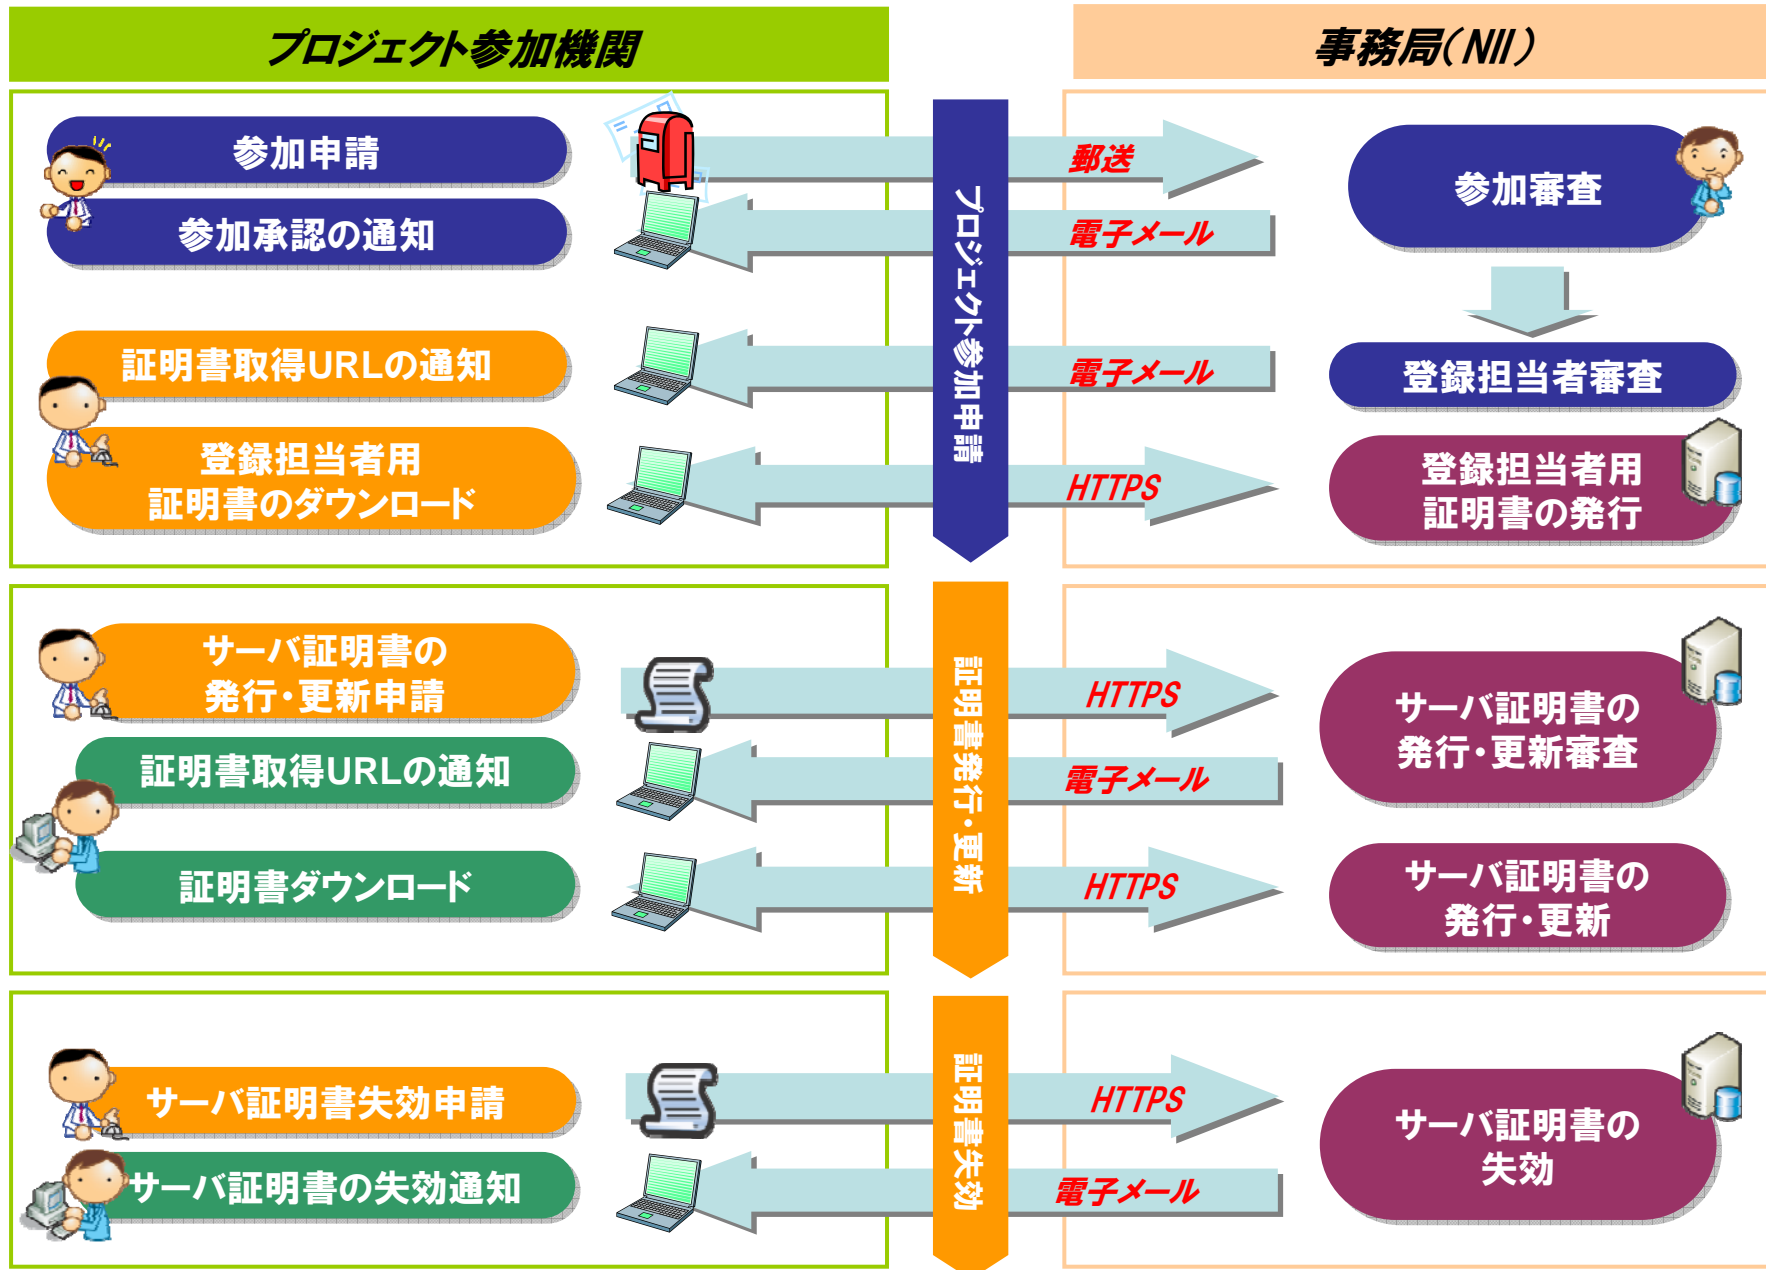 プロジェクト参加機関
事務局(NII)
参加申請
郵送
参加審査
参加承認の通知
電子メール
プロジェクト参加申請
証明書取得URLの通知
電子メール
登録担当者審査
登録担当者用
証明書のダウンロード
HTTPS
登録担当者用
証明書の発行
サーバ証明書の
発行・更新申請
HTTPS
サーバ証明書の
発行・更新審査
証明書取得URLの通知
電子メール
証明書発行・更新
証明書ダウンロード
HTTPS
サーバ証明書の
発行・更新
サーバ証明書失効申請
HTTPS
サーバ証明書の
失効
証明書失効
サーバ証明書の失効通知
電子メール